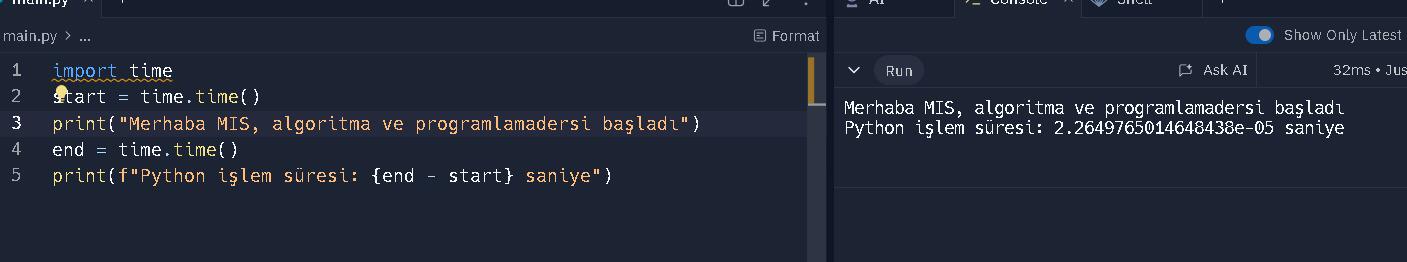 main.py
AI
Console
Shell
main.py > ...
Format
Show Only Latest
1 import time
2 start = time.time()
3 print("Merhaba MIS, algoritma ve programlamadersi başladı")
4 end = time.time()
5 print(f"Python işlem süresi: {end - start} saniye")
Run
Ask AI
32ms • Jus
Merhaba MIS, algoritma ve programlamadersi başladı
Python işlem süresi: 2.2649765014648438e-05 saniye